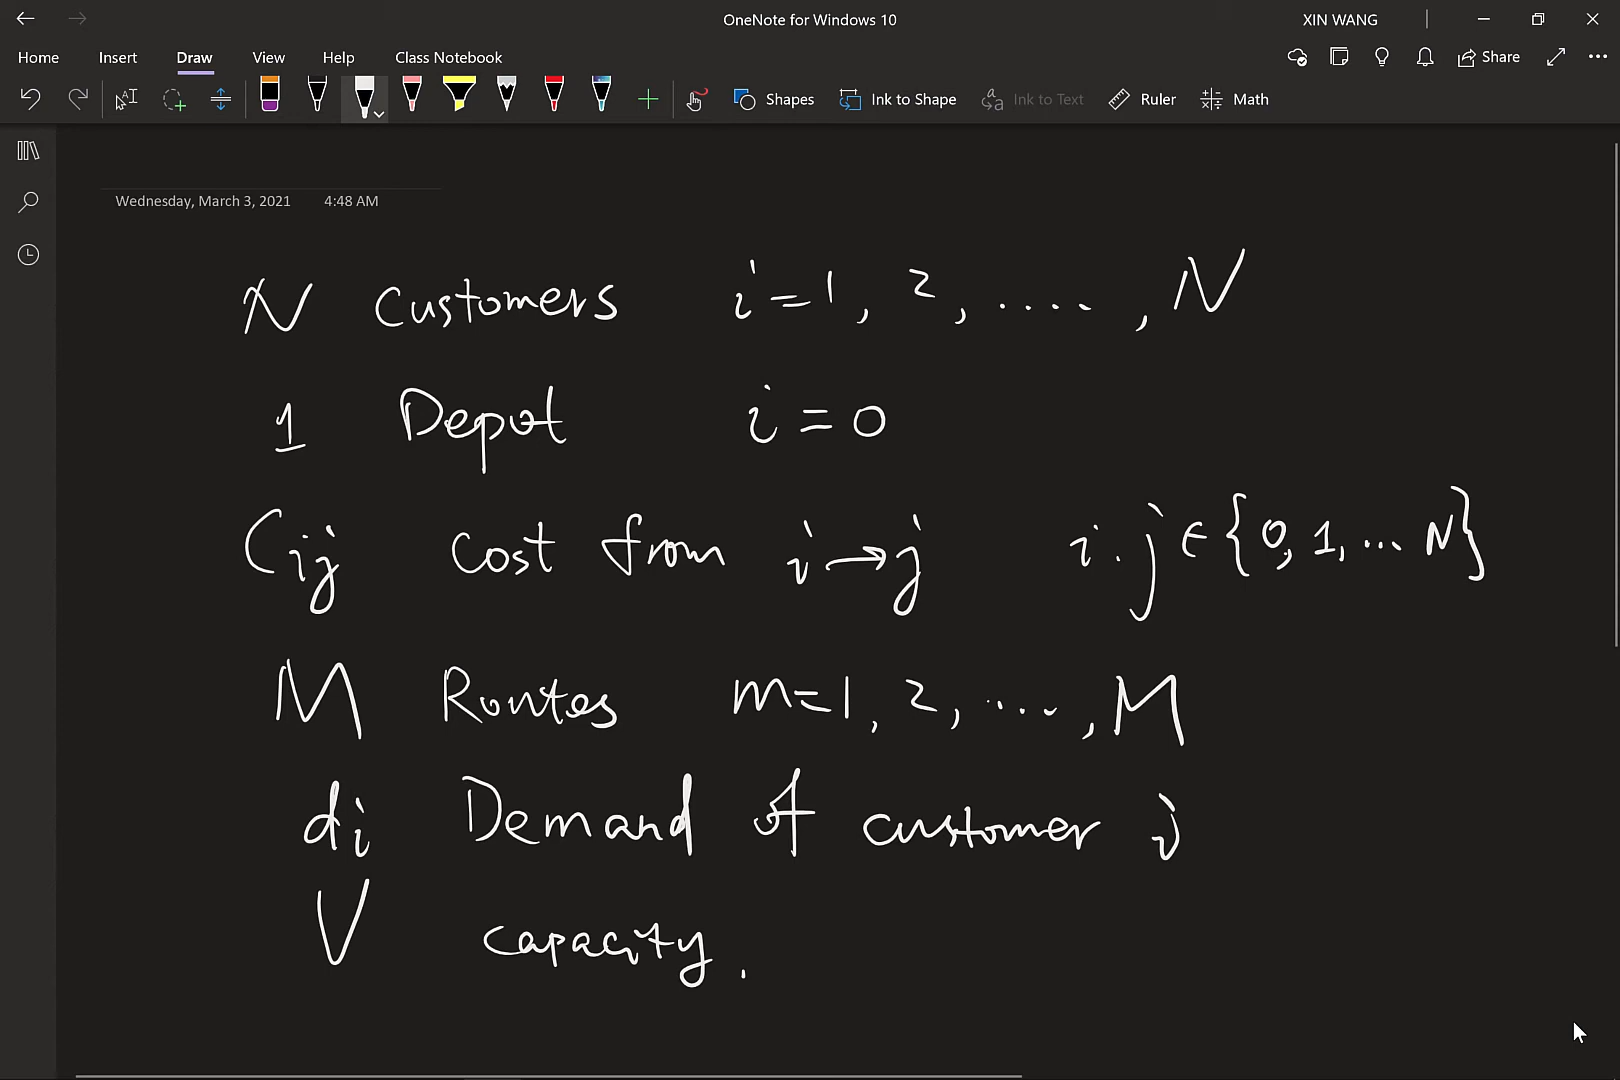 OneNote for Windows 10
XIN WANG
Home Insert Draw View Help Class Notebook
Share
Shapes Ink to Shape Ink to Text Ruler Math
Wednesday, March 3, 2021 4:48 AM
N Customers i=1, 2, ...., N
1 Depot i=0
Cij cost from i→j i.j∈{0,1,...N}
M Routes m=1, 2, ...., M
di Demand of customer i
V capacity.